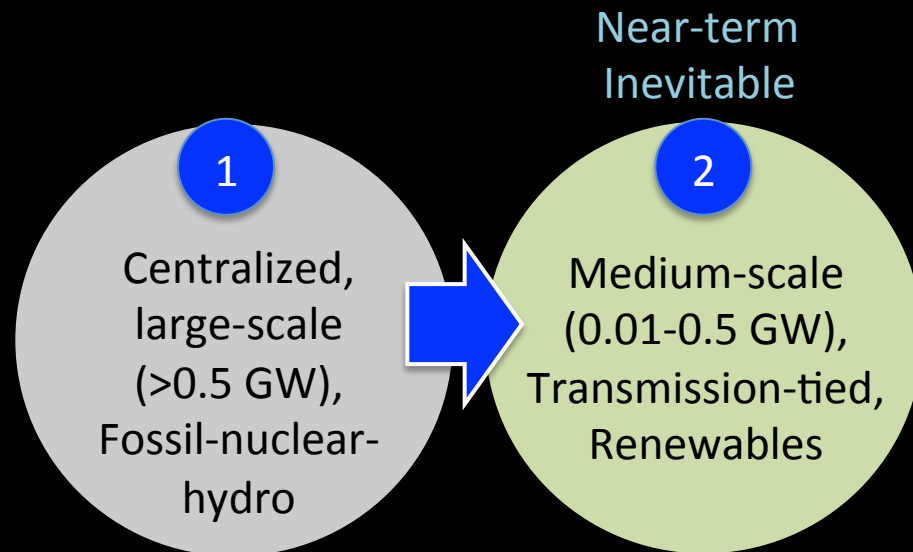 Near-term
Inevitable
1
Centralized,
large-scale
(>0.5 GW),
Fossil-nuclear-
hydro
2
Medium-scale
(0.01-0.5 GW),
Transmission-tied,
Renewables